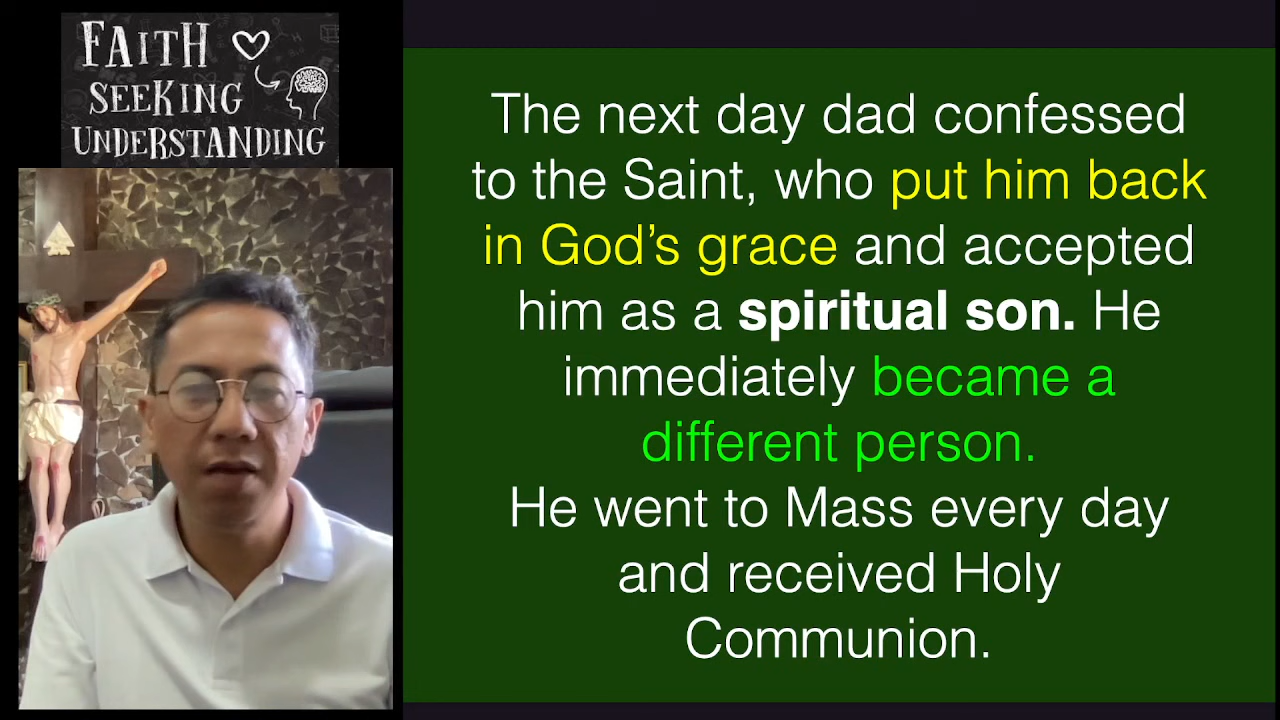 FAITH
SEEKING
UNDERSTANDING
The next day dad confessed
to the Saint, who put him back
in God’s grace and accepted
him as a spiritual son. He
immediately became a
different person.
He went to Mass every day
and received Holy
Communion.